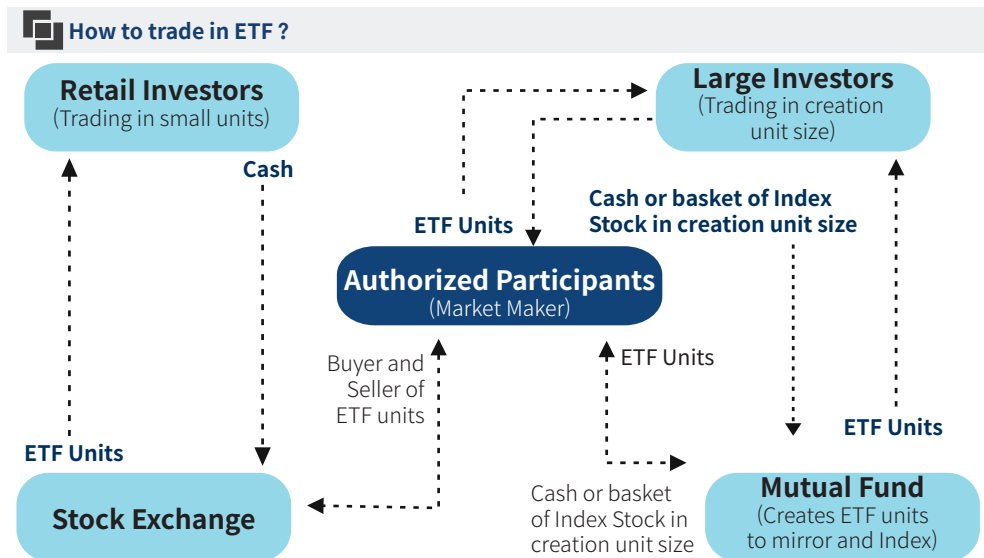 How to trade in ETF ?
Retail Investors
(Trading in small units)
Large Investors
(Trading in creation
unit size)
Cash
Cash or basket of Index
Stock in creation unit size
ETF Units
Authorized Participants
(Market Maker)
Buyer and
Seller of
ETF units
ETF Units
ETF Units
ETF Units
Stock Exchange
Cash or basket
of Index Stock in
creation unit size
Mutual Fund
(Creates ETF units
to mirror and Index)